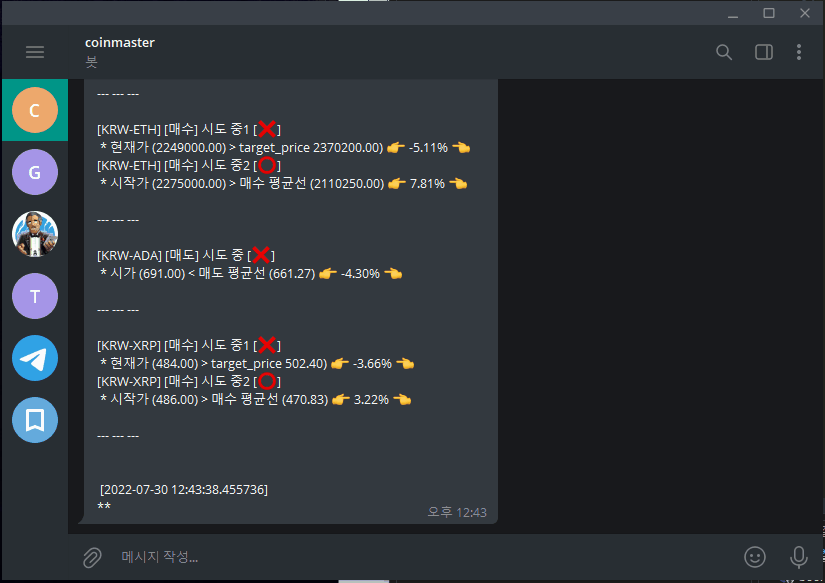 coinmaster
봇
C
G
T
--- --- ---
[KRW-ETH] [매수] 시도 중1 [❌]
* 현재가 (2249000.00) > target_price 2370200.00) 👉 -5.11% 👈
[KRW-ETH] [매수] 시도 중2 [⭕]
* 시작가 (2275000.00) > 매수 평균선 (2110250.00) 👉 7.81% 👈
--- --- ---
[KRW-ADA] [매도] 시도 중 [❌]
* 시가 (691.00) < 매도 평균선 (661.27) 👉 -4.30% 👈
--- --- ---
[KRW-XRP] [매수] 시도 중1 [❌]
* 현재가 (484.00) > target_price 502.40) 👉 -3.66% 👈
[KRW-XRP] [매수] 시도 중2 [⭕]
* 시작가 (486.00) > 매수 평균선 (470.83) 👉 3.22% 👈
--- --- ---
[2022-07-30 12:43:38.455736]
**
오후 12:43
메시지 작성...